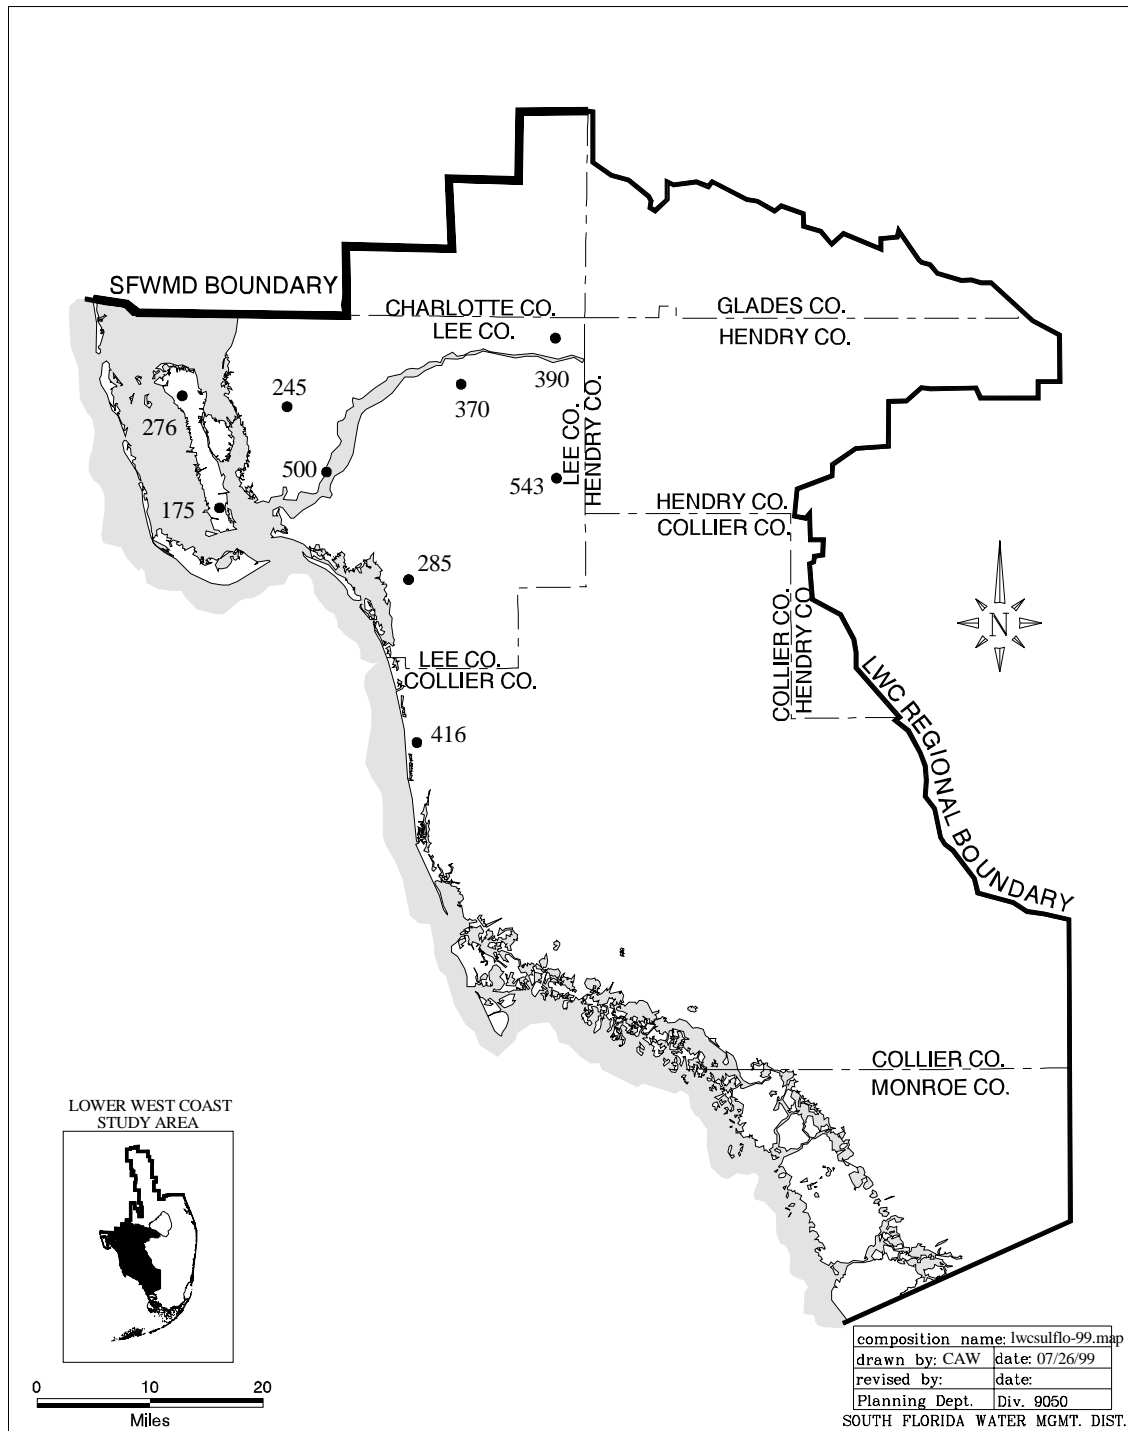 SFWMD BOUNDARY
CHARLOTTE CO.
LEE CO.
GLADES CO.
HENDRY CO.
390
370
245
276
LEE CO.
HENDRY CO.
500
543
175
HENDRY CO.
COLLIER CO.
285
COLLIER CO.
HENDRY CO.
N
LEE CO.
COLLIER CO.
LWC REGIONAL BOUNDARY
416
COLLIER CO.
MONROE CO.
LOWER WEST COAST
STUDY AREA
0 10 20
Miles
composition name: lwcsulflo-99.map
drawn by: CAW date: 07/26/99
revised by: date:
Planning Dept. Div. 9050
SOUTH FLORIDA WATER MGMT. DIST.